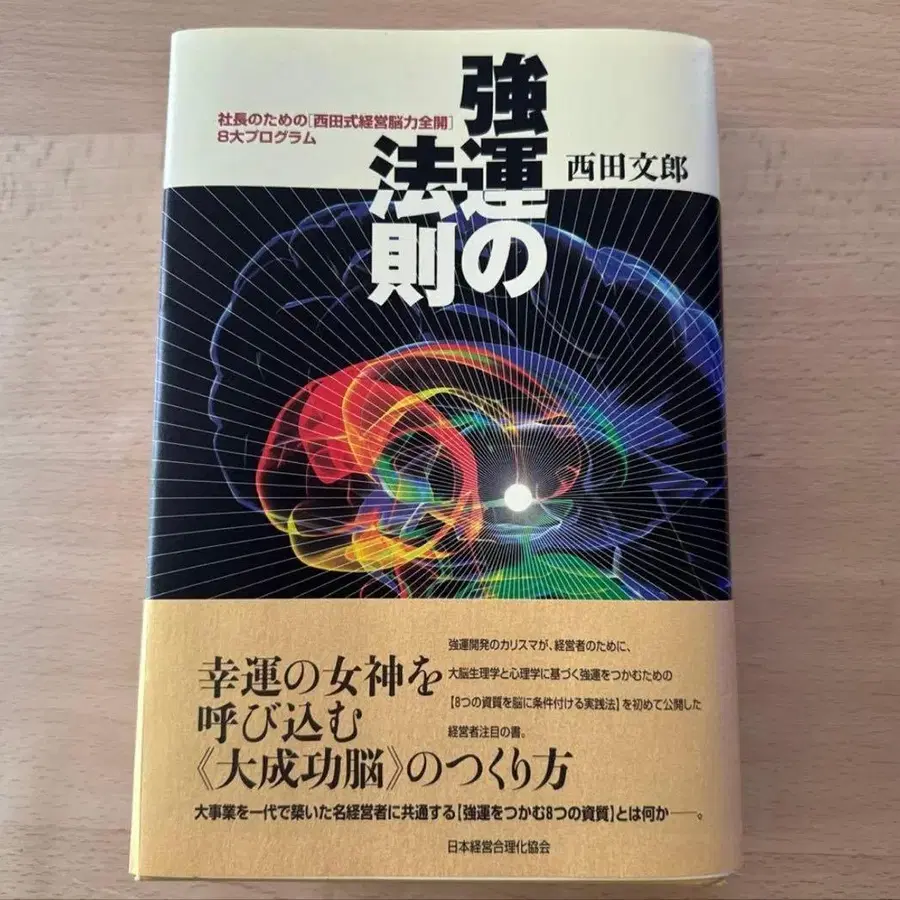 強運の
法則
社長のための［西田式経営脳力全開］
8大プログラム
西田文郎
幸運の女神を
呼び込む
《大成功脳》のつくり方
強運開発のカリスマが、経営者のために、
大脳生理学と心理学に基づく強運をつかむための
【8つの資質を脳に条件付ける実践法】を初めて公開した
経営者注目の書。
大事業を一代で築いた名経営者に共通する【強運をつかむ8つの資質】とは何か──。
日本経営合理化協会